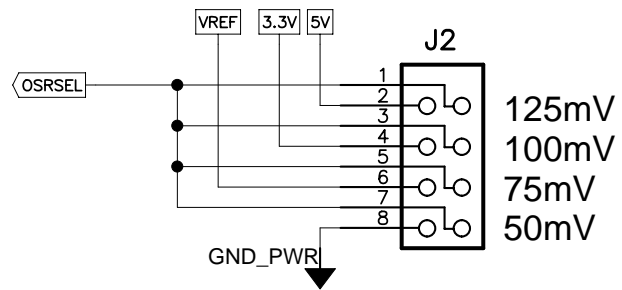 VREF 3.3V 5V
J2
OSRSEL
1
2 125mV
3
4 100mV
5
6 75mV
7
8 50mV
GND_PWR